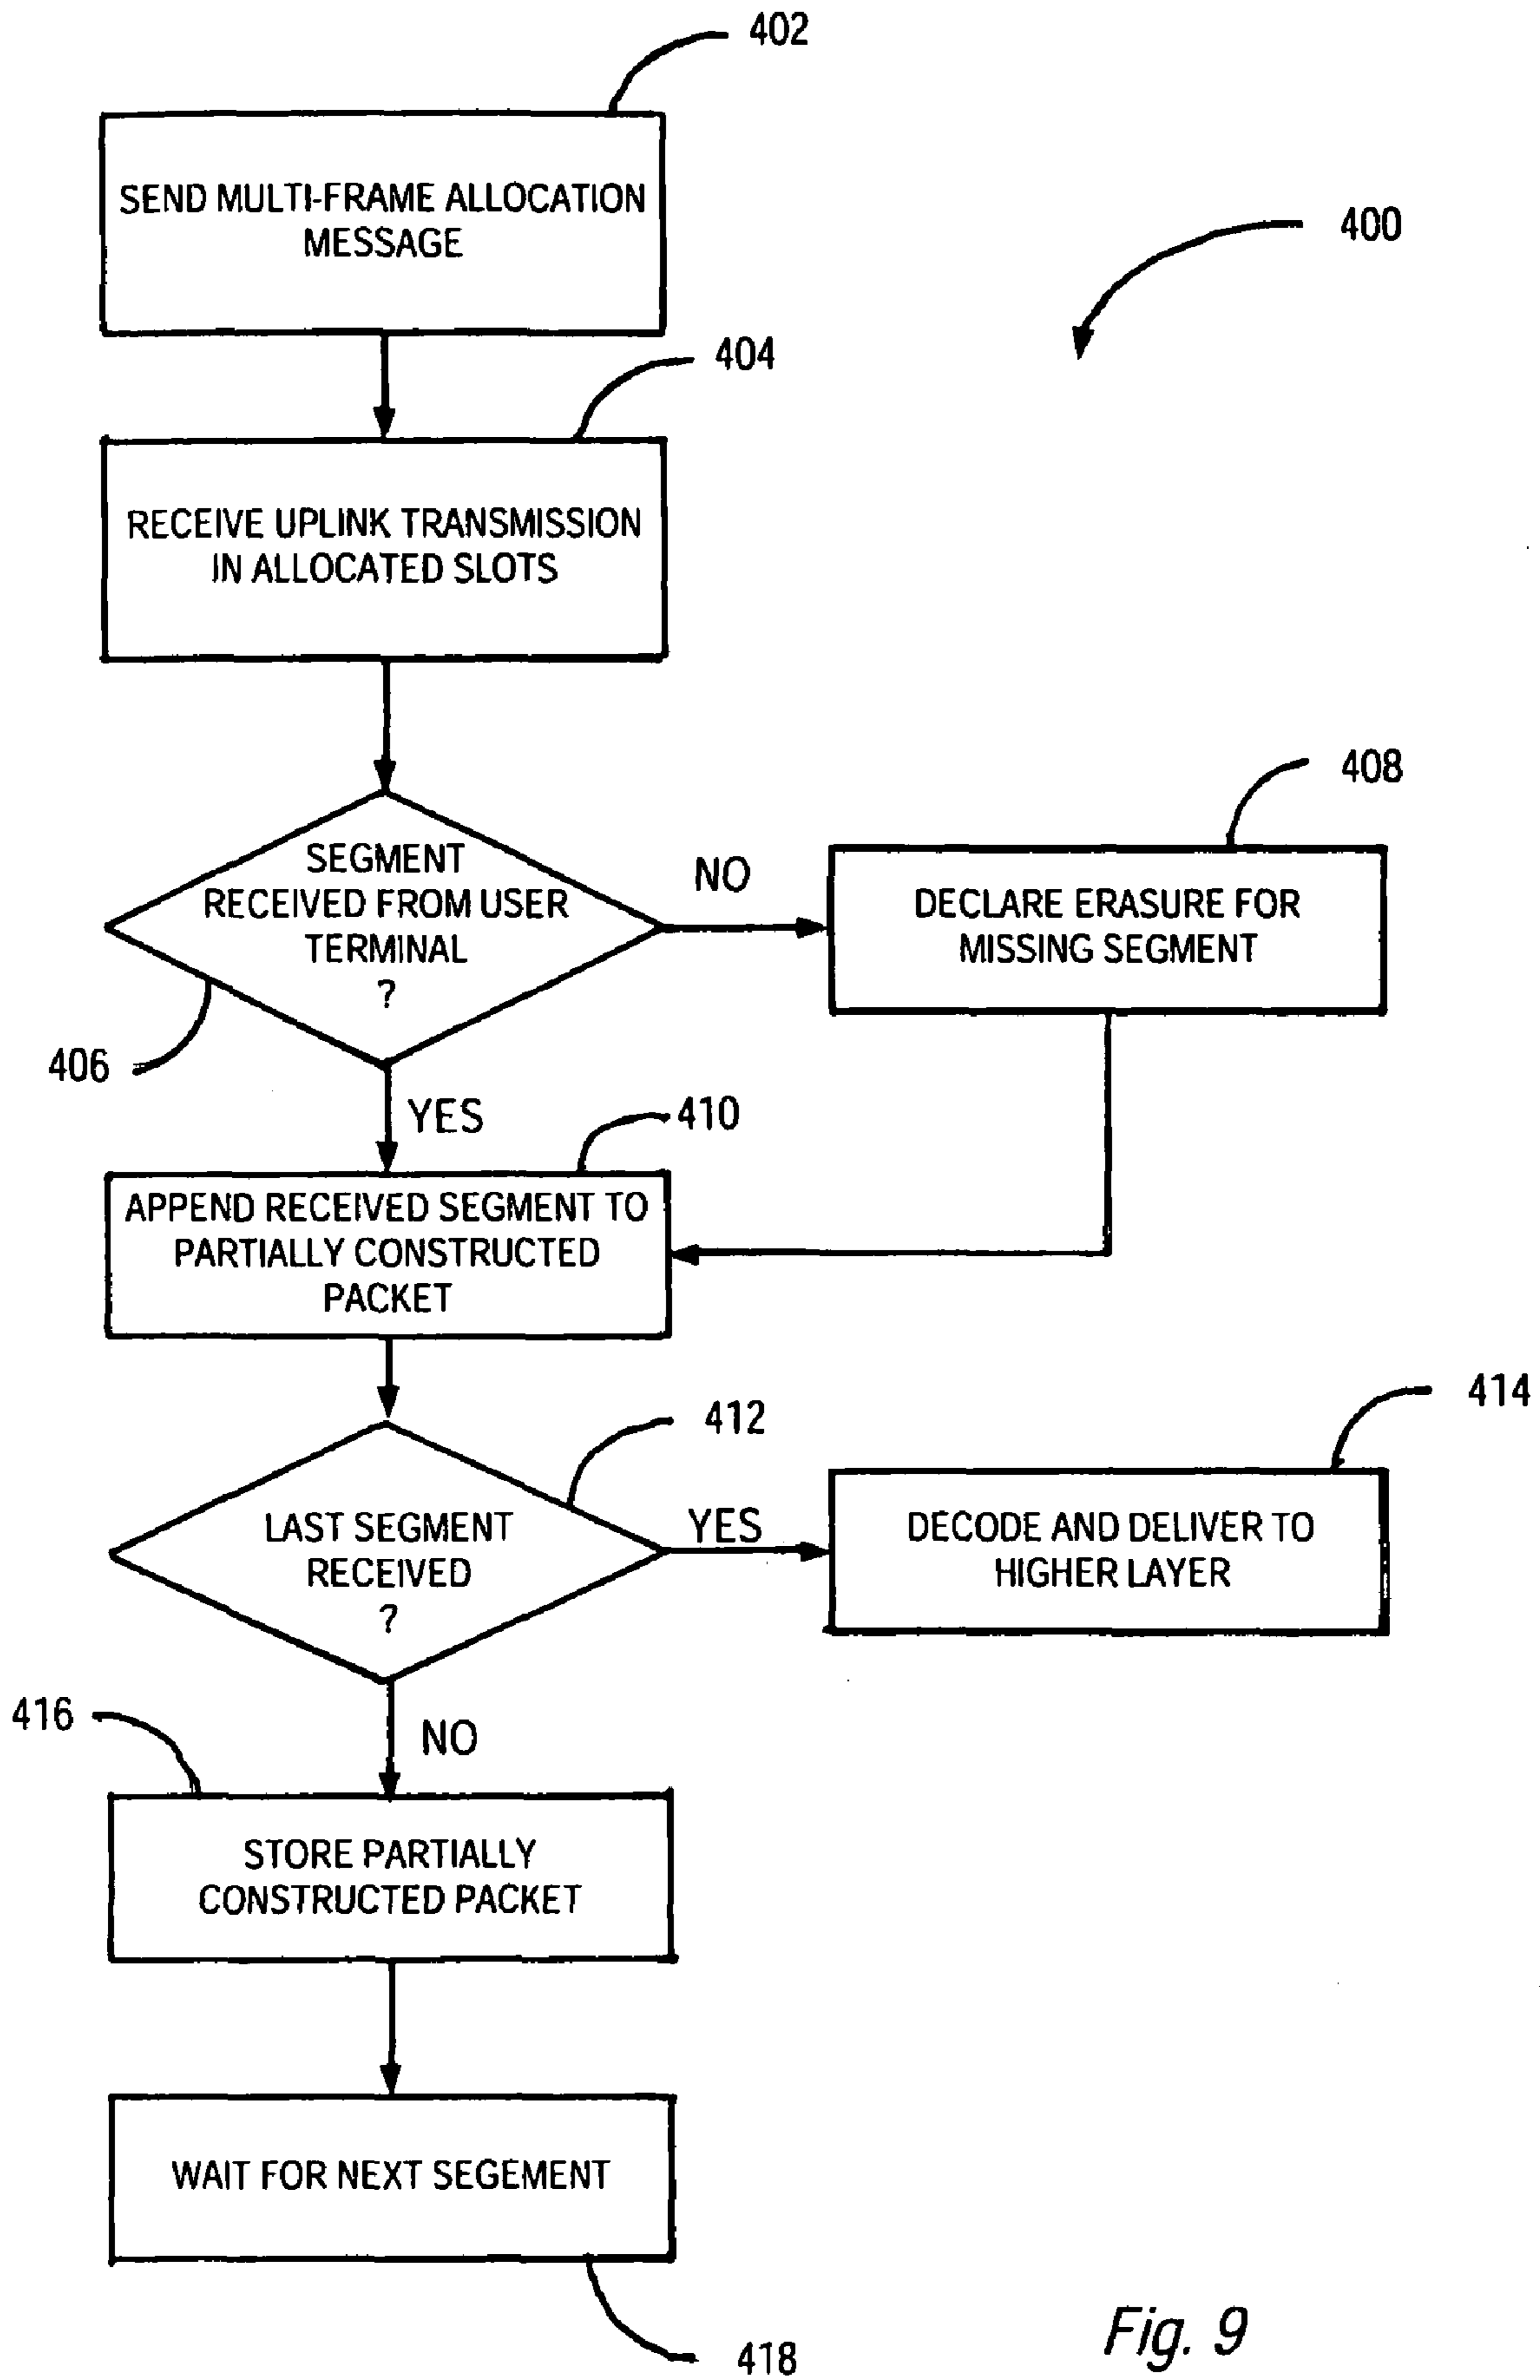 402
SEND MULTI-FRAME ALLOCATION
MESSAGE
400
404
RECEIVE UPLINK TRANSMISSION
IN ALLOCATED SLOTS
SEGMENT
RECEIVED FROM USER
TERMINAL
?
NO
408
DECLARE ERASURE FOR
MISSING SEGMENT
406
YES
410
APPEND RECEIVED SEGMENT TO
PARTIALLY CONSTRUCTED
PACKET
412
414
LAST SEGMENT
RECEIVED
?
YES
DECODE AND DELIVER TO
HIGHER LAYER
416
NO
STORE PARTIALLY
CONSTRUCTED PACKET
WAIT FOR NEXT SEGEMENT
418
Fig. 9